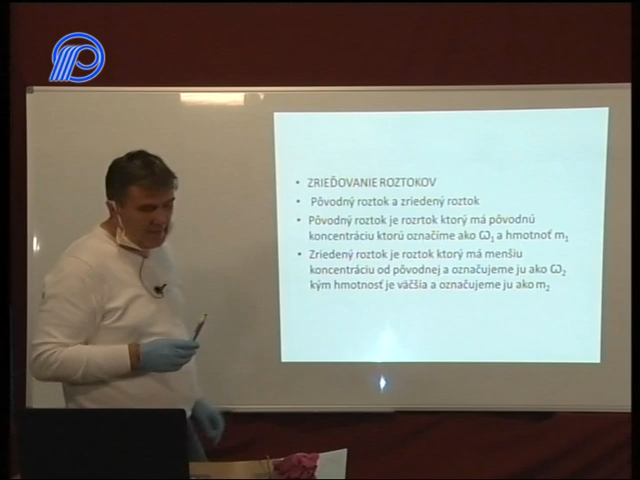 • ZRIEĎOVANIE ROZTOKOV
• Pôvodný roztok a zriedený roztok
• Pôvodný roztok je rozrtok ktorý má pôvodnú
koncentráciu ktorú označíme ako ω₁ a hmotnoť m₁
• Zriedený roztok je roztok ktorý má menšiu
koncentráciu od pôvodnej a označujeme ju ako ω₂
kým hmotnosť je váčšia a označujeme ju ako m₂